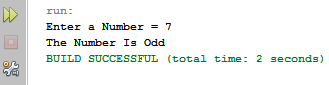 run:
Enter a Number = 7
The Number Is Odd
BUILD SUCCESSFUL (total time: 2 seconds)